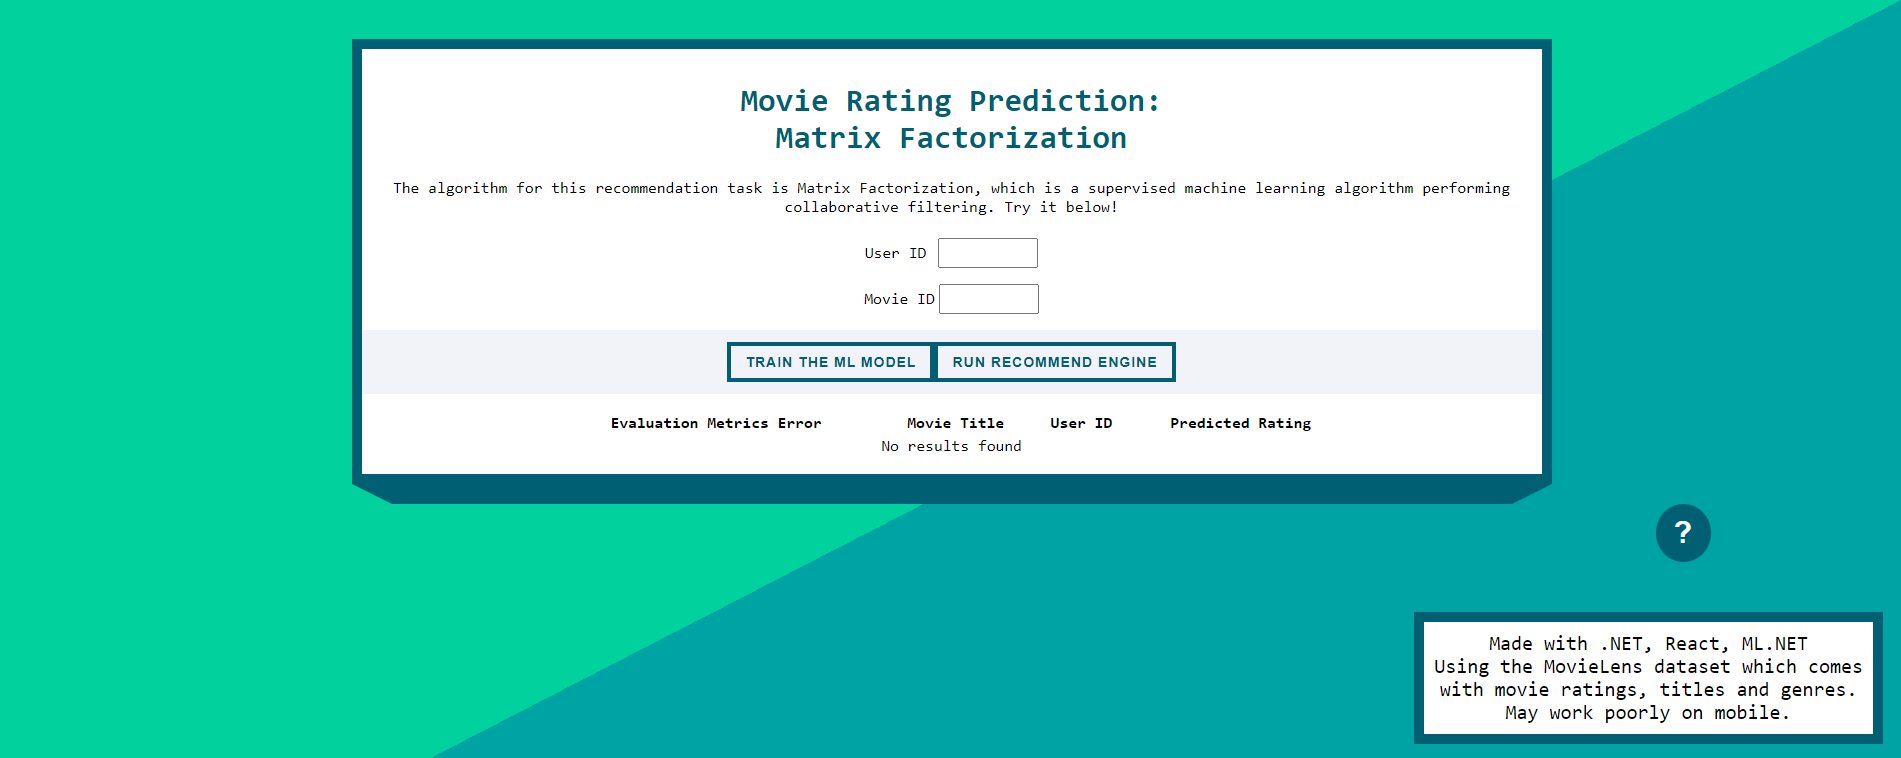 Movie Rating Prediction:
Matrix Factorization
The algorithm for this recommendation task is Matrix Factorization, which is a supervised machine learning algorithm performing
collaborative filtering. Try it below!
User ID
Movie ID
TRAIN THE ML MODEL RUN RECOMMEND ENGINE
Evaluation Metrics Error Movie Title User ID Predicted Rating
No results found
?
Made with .NET, React, ML.NET
Using the MovieLens dataset which comes
with movie ratings, titles and genres.
May work poorly on mobile.